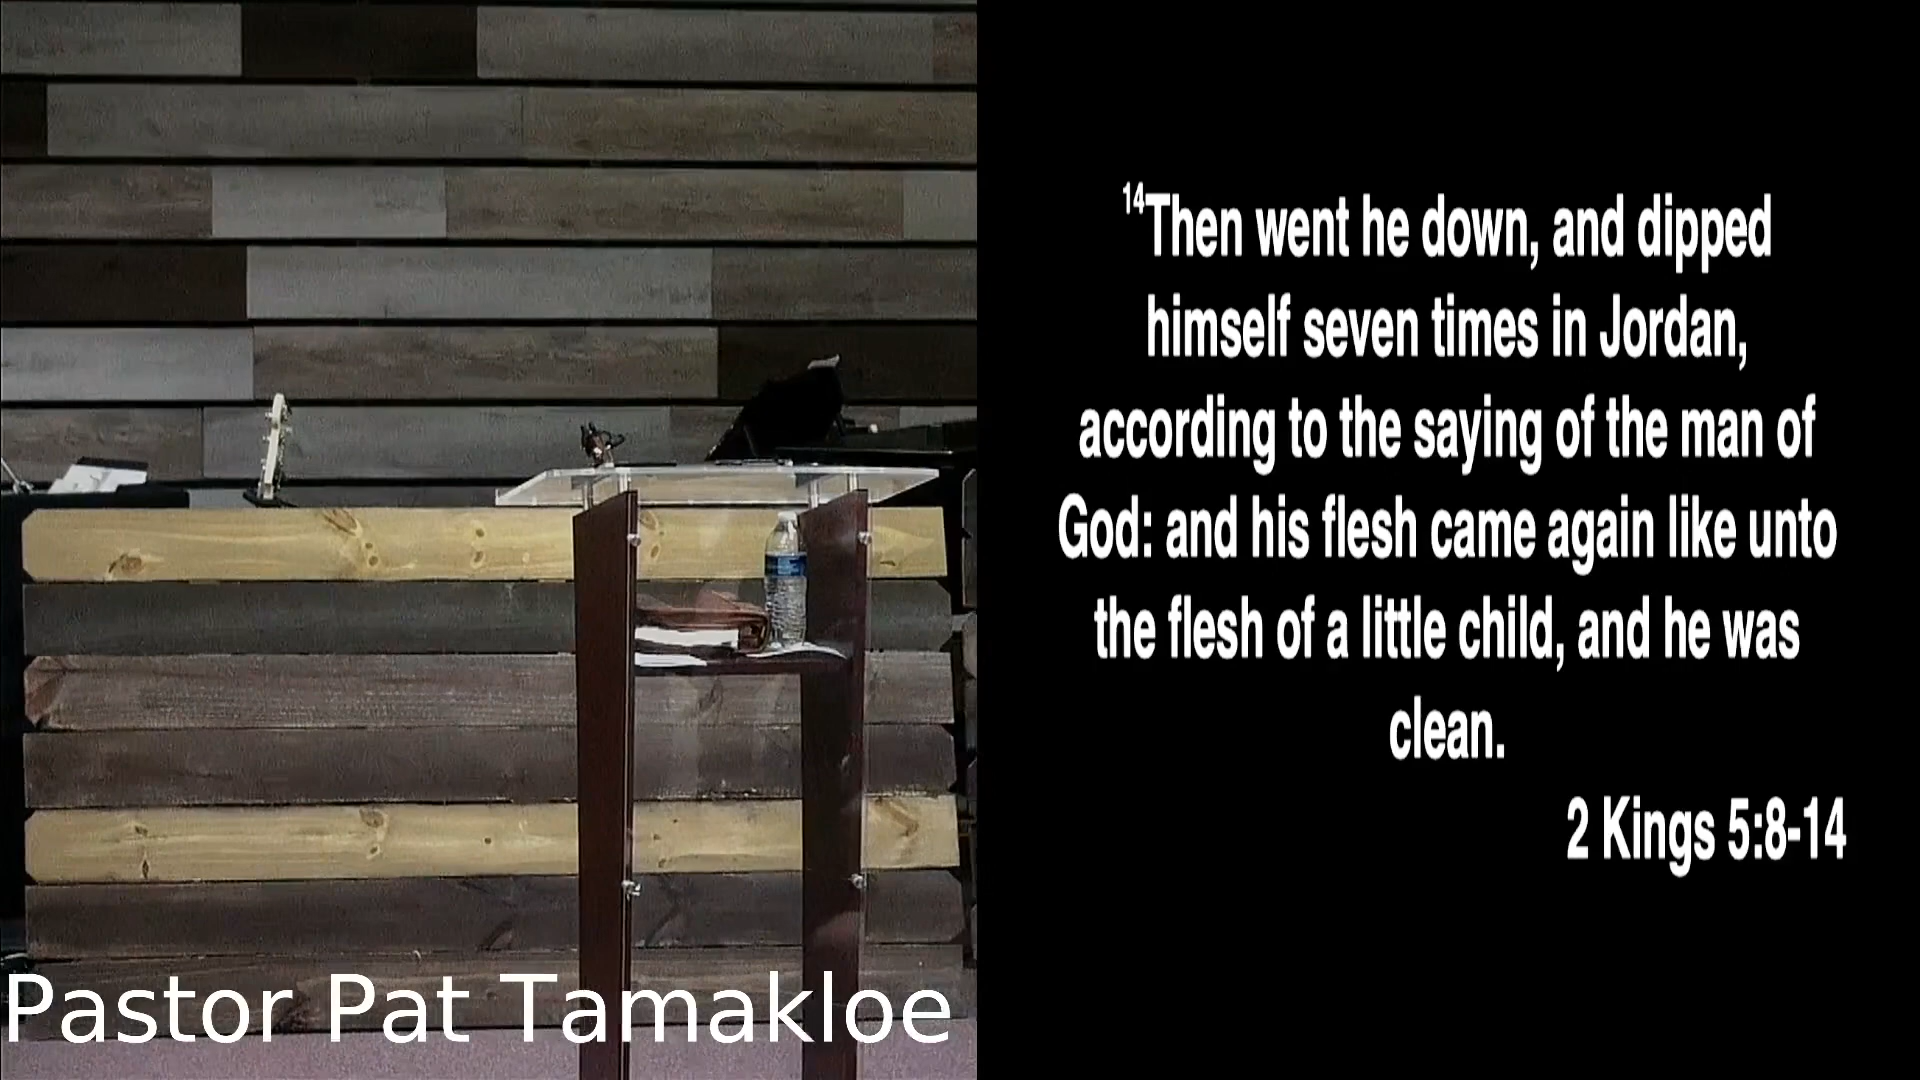 14Then went he down, and dipped
himself seven times in Jordan,
according to the saying of the man of
God: and his flesh came again like unto
the flesh of a little child, and he was
clean.
2 Kings 5:8-14
Pastor Pat Tamakloe